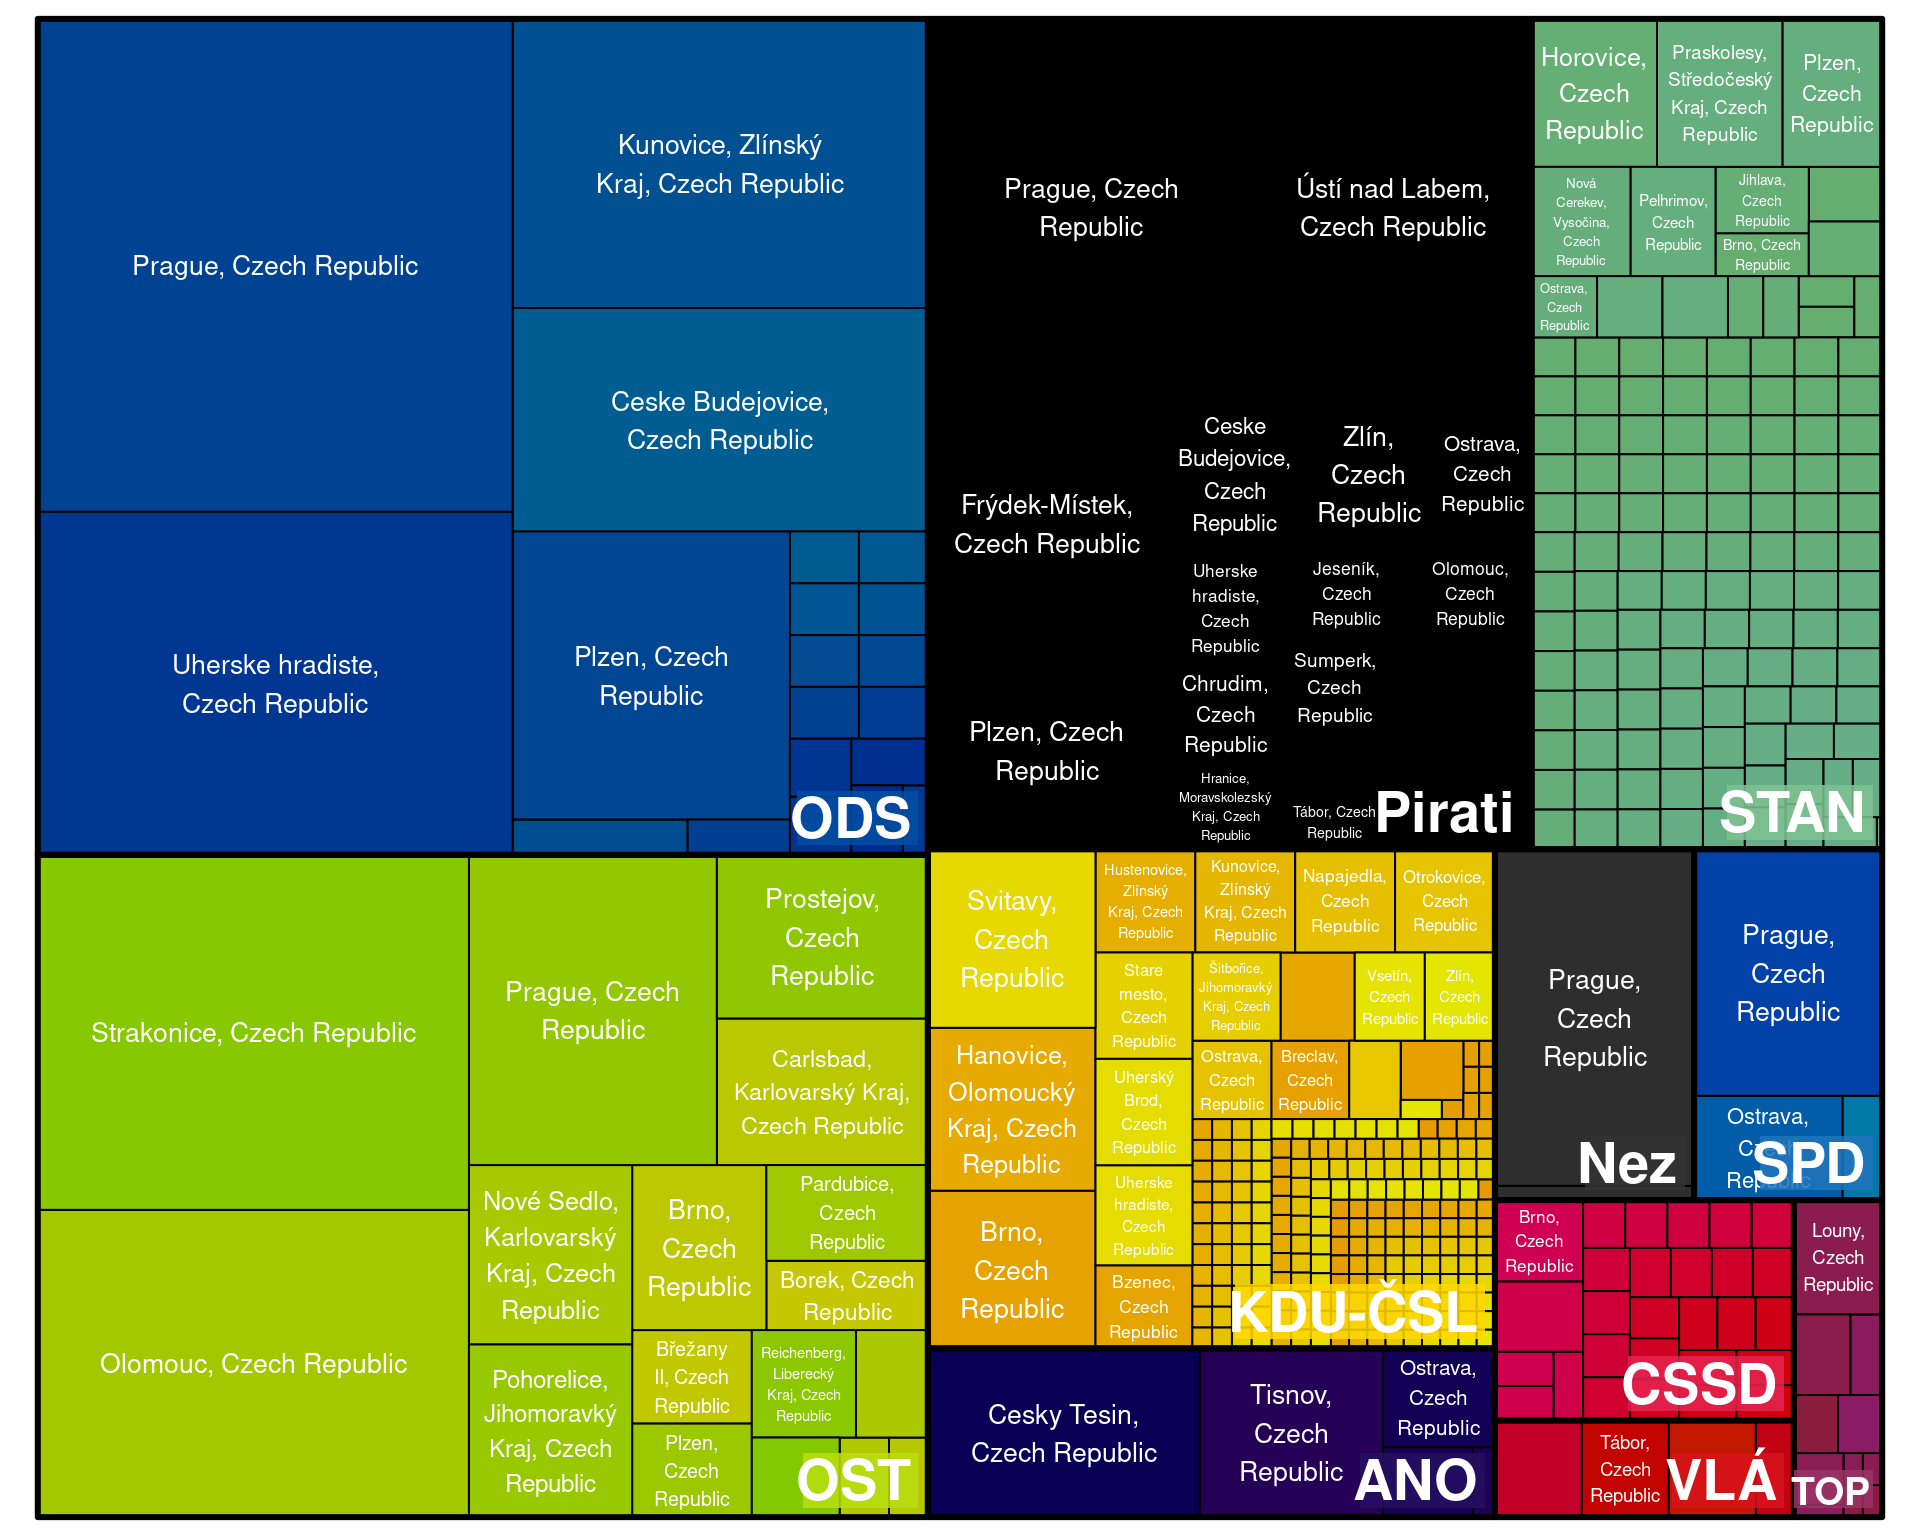 Prague, Czech Republic
Kunovice, Zlínský
Kraj, Czech Republic
Ceske Budejovice,
Czech Republic
Uherske hradiste,
Czech Republic
Plzen, Czech
Republic
ODS
Prague, Czech
Republic
Ústí nad Labem,
Czech Republic
Frýdek-Místek,
Czech Republic
Ceske
Budejovice,
Czech
Republic
Zlín,
Czech
Republic
Ostrava,
Czech
Republic
Uherske
hradiste,
Czech
Republic
Jeseník,
Czech
Republic
Olomouc,
Czech
Republic
Plzen, Czech
Republic
Chrudim,
Czech
Republic
Sumperk,
Czech
Republic
Hranice,
Moravskolezský
Kraj, Czech
Republic
Tábor, Czech
Republic
Pirati
Horovice,
Czech
Republic
Praskolesy,
Středočeský
Kraj, Czech
Republic
Plzen,
Czech
Republic
Nová
Cerekev,
Vysočina,
Czech
Republic
Pelhrimov,
Czech
Republic
Jihlava,
Czech
Republic
Brno, Czech
Republic
Ostrava,
Czech
Republic
STAN
Strakonice, Czech Republic
Olomouc, Czech Republic
Prague, Czech
Republic
Prostejov,
Czech
Republic
Carlsbad,
Karlovarský Kraj,
Czech Republic
Nové Sedlo,
Karlovarský
Kraj, Czech
Republic
Brno,
Czech
Republic
Pardubice,
Czech
Republic
Borek, Czech
Republic
Pohorelice,
Jihomoravký
Kraj, Czech
Republic
Břežany
II, Czech
Republic
Reichenberg,
Liberecký
Kraj, Czech
Republic
Plzen,
Czech
Republic
OST
Svitavy,
Czech
Republic
Hustenovice,
Zlínský
Kraj, Czech
Republic
Kunovice,
Zlínský
Kraj, Czech
Republic
Napajedla,
Czech
Republic
Otrokovice,
Czech
Republic
Stare
mesto,
Czech
Republic
Šitbořice,
Jihomoravký
Kraj, Czech
Republic
Vsetín,
Czech
Republic
Zlín,
Czech
Republic
Hanovice,
Olomoucký
Kraj, Czech
Republic
Uherský
Brod,
Czech
Republic
Ostrava,
Czech
Republic
Breclav,
Czech
Republic
Brno,
Czech
Republic
Uherske
hradiste,
Czech
Republic
Bzenec,
Czech
Republic
KDU-ČSL
Cesky Tesin,
Czech Republic
Tisnov,
Czech
Republic
Ostrava,
Czech
Republic
ANO
Prague,
Czech
Republic
Nez
Prague,
Czech
Republic
Ostrava,
SPD
Brno,
Czech
Republic
CSSD
Louny,
Czech
Republic
TOP
Tábor,
Czech
Republic
VLÁ